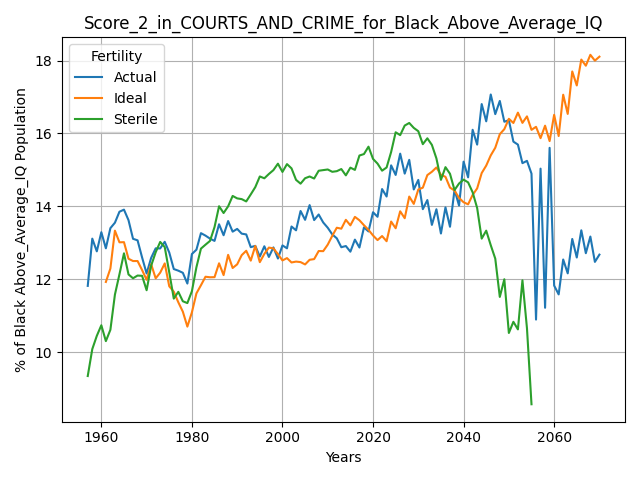 Score_2_in_COURTS_AND_CRIME_for_Black_Above_Average_IQ
Fertility
Actual
Ideal
Sterile
% of Black Above_Average_IQ Population
18
16
14
12
10
1960
1980
2000
2020
2040
2060
Years